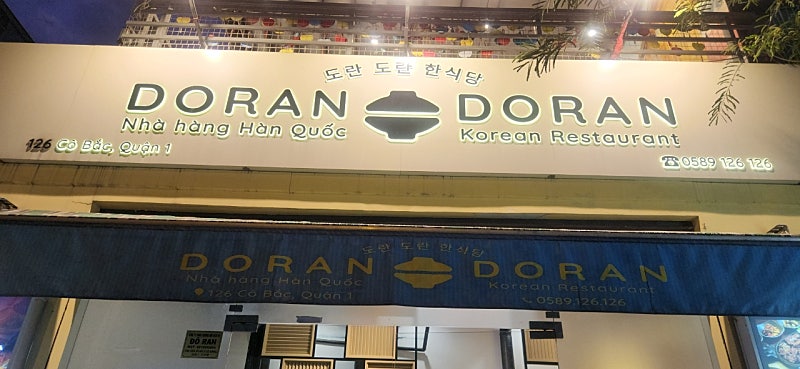 도란 도란 한식당
DORAN DORAN
Nhà hàng Hàn Quốc Korean Restaurant
126 Cô Bắc, Quận 1 0589 126 126
도란 도란 한식당
DORAN DORAN
Nhà hàng Hàn Quốc Korean Restaurant
126 Cô Bắc, Quận 1 0589.126.126
DO RAN